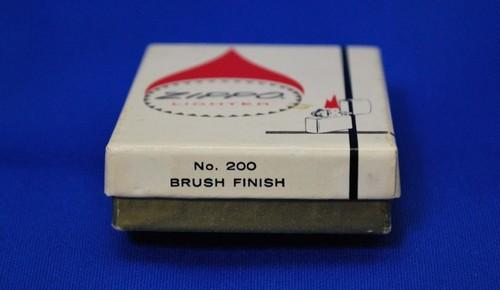 ZIPPO
LIGHTER
No. 200
BRUSH FINISH